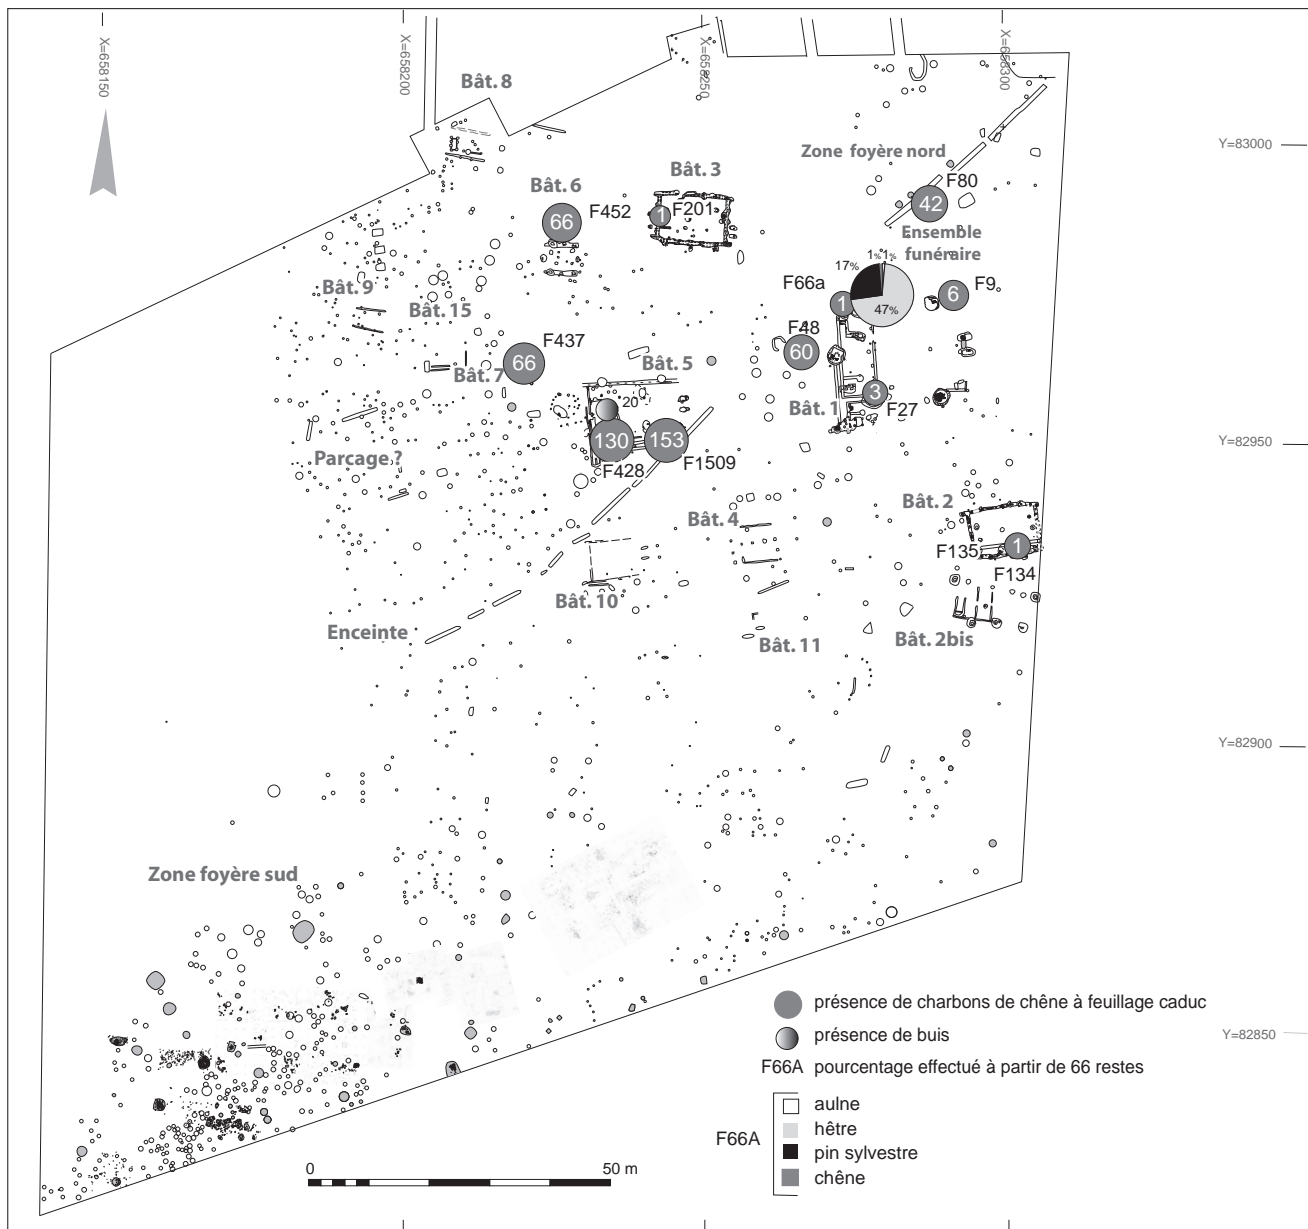 X=658150
X=658200
X=658250
X=658300
Bât. 8
Y=83000
Zone foyère nord
Bât. 3
F80
Bât. 6
42
66
F452
1
F201
Ensemble
funéraire
1% 1%
17%
F66a
1
47%
6
F9
Bât. 9
Bât. 15
F48
60
F437
66
Bât. 5
Bât. 7
20
3
Bât. 1
F27
130
153
Y=82950
Parcage ?
F428
F1509
Bât. 2
Bât. 4
F135
1
F134
Bât. 10
Enceinte
Bât. 11
Bât. 2bis
Y=82900
Zone foyère sud
présence de charbons de chêne à feuillage caduc
présence de buis
Y=82850
F66A pourcentage effectué à partir de 66 restes
aulne
hêtre
F66A
pin sylvestre
chêne
0
50 m